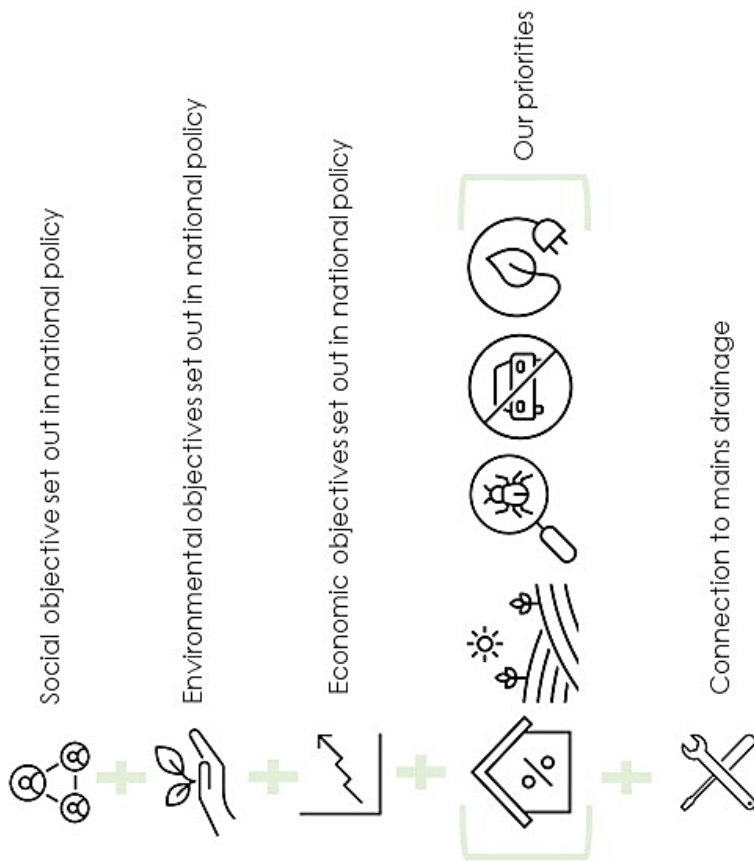 Social objective set out in national policy
Environmental objectives set out in national policy
Economic objectives set out in national policy
Our priorities
Connection to mains drainage